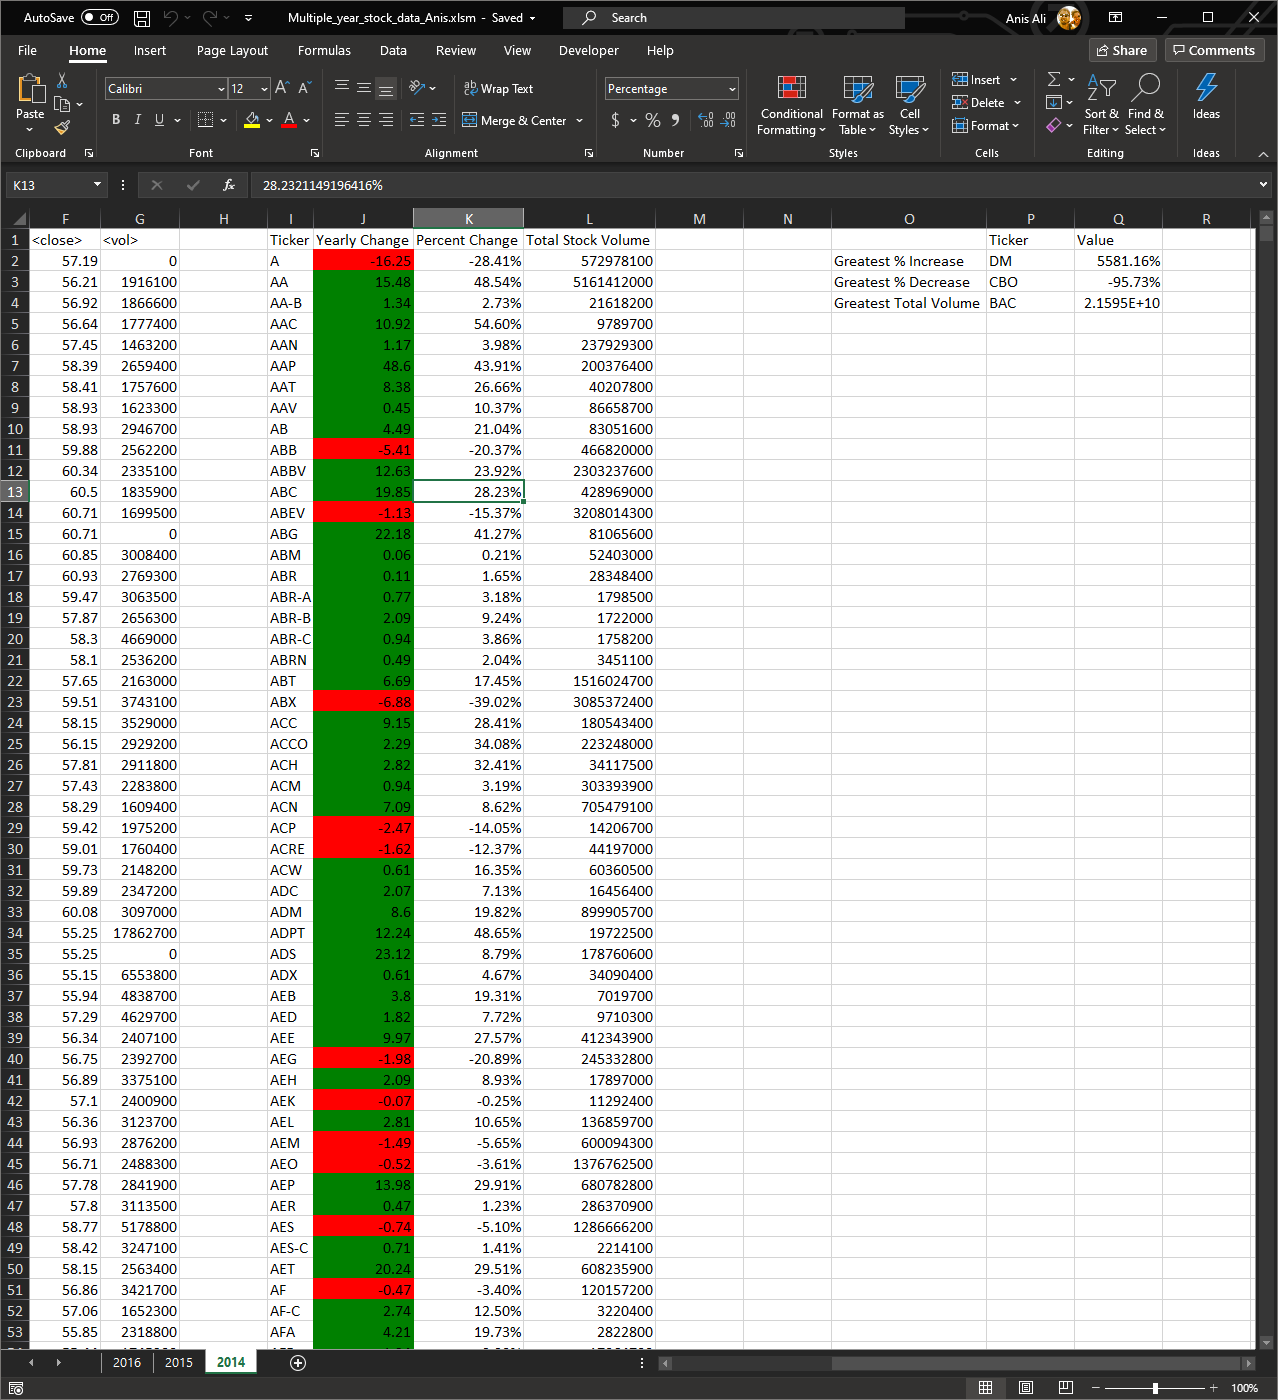 AutoSave Off Multiple_year_stock_data_Anis.xlsm - Saved Search Anis Ali
File Home Insert Page Layout Formulas Data Review View Developer Help Share Comments
Calibri 12 ab Wrap Text Percentage Insert
Paste B I U A Merge & Center $ % Conditional Formatting Format as Table Cell Styles Delete Format Sort & Filter Find & Select Ideas
Clipboard Font Alignment Number Styles Cells Editing Ideas
K13 fx 28.2321149196416%
F G H I J K L M N O P Q R
1 <close> <vol> Ticker Yearly Change Percent Change Total Stock Volume Ticker Value
2 57.19 0 A -16.25 -28.41% 572978100 Greatest % Increase DM 5581.16%
3 56.21 1916100 AA 15.48 48.54% 5161412000 Greatest % Decrease CBO -95.73%
4 56.92 1866600 AA-B 1.34 2.73% 21618200 Greatest Total Volume BAC 2.1595E+10
5 56.64 1777400 AAC 10.92 54.60% 9789700
6 57.45 1463200 AAN 1.17 3.98% 237929300
7 58.39 2659400 AAP 48.6 43.91% 200376400
8 58.41 1757600 AAT 8.38 26.66% 40207800
9 58.93 1623300 AAV 0.45 10.37% 86658700
10 58.93 2946700 AB 4.49 21.04% 83051600
11 59.88 2562200 ABB -5.41 -20.37% 466820000
12 60.34 2335100 ABBV 12.63 23.92% 2303237600
13 60.5 1835900 ABC 19.85 28.23% 428969000
14 60.71 1699500 ABEV -1.13 -15.37% 3208014300
15 60.71 0 ABG 22.18 41.27% 81065600
16 60.85 3008400 ABM 0.06 0.21% 52403000
17 60.93 2769300 ABR 0.11 1.65% 28348400
18 59.47 3063500 ABR-A 0.77 3.18% 1798500
19 57.87 2656300 ABR-B 2.09 9.24% 1722000
20 58.3 4669000 ABR-C 0.94 3.86% 1758200
21 58.1 2536200 ABRN 0.49 2.04% 3451100
22 57.65 2163000 ABT 6.69 17.45% 1516024700
23 59.51 3743100 ABX -6.88 -39.02% 3085372400
24 58.15 3529000 ACC 9.15 28.41% 180543400
25 56.15 2929200 ACCO 2.29 34.08% 223248000
26 57.81 2911800 ACH 2.82 32.41% 34117500
27 57.43 2283800 ACM 0.94 3.19% 303393900
28 58.29 1609400 ACN 7.09 8.62% 705479100
29 59.42 1975200 ACP -2.47 -14.05% 14206700
30 59.01 1760400 ACRE -1.62 -12.37% 44197000
31 59.73 2148200 ACW 0.61 16.35% 60360500
32 59.89 2347200 ADC 2.07 7.13% 16456400
33 60.08 3097000 ADM 8.6 19.82% 899905700
34 55.25 17862700 ADPT 12.24 48.65% 19722500
35 55.25 0 ADS 23.12 8.79% 178760600
36 55.15 6553800 ADX 0.61 4.67% 34090400
37 55.94 4838700 AEB 3.8 19.31% 7019700
38 57.29 4629700 AED 1.82 7.72% 9710300
39 56.34 2407100 AEE 9.97 27.57% 412343900
40 56.75 2392700 AEG -1.98 -20.89% 245332800
41 56.89 3375100 AEH 2.09 8.93% 17897000
42 57.1 2400900 AEK -0.07 -0.25% 11292400
43 56.36 3123700 AEL 2.81 10.65% 136859700
44 56.93 2876200 AEM -1.49 -5.65% 600094300
45 56.71 2488300 AEO -0.52 -3.61% 1376762500
46 57.78 2841900 AEP 13.98 29.91% 680782800
47 57.8 3113500 AER 0.47 1.23% 286370900
48 58.77 5178800 AES -0.74 -5.10% 1286666200
49 58.42 3247100 AES-C 0.71 1.41% 2214100
50 58.15 2563400 AET 20.24 29.51% 608235900
51 56.86 3421700 AF -0.47 -3.40% 120157200
52 57.06 1652300 AF-C 2.74 12.50% 3220400
53 55.85 2318800 AFA 4.21 19.73% 2822800
2016 2015 2014
100%